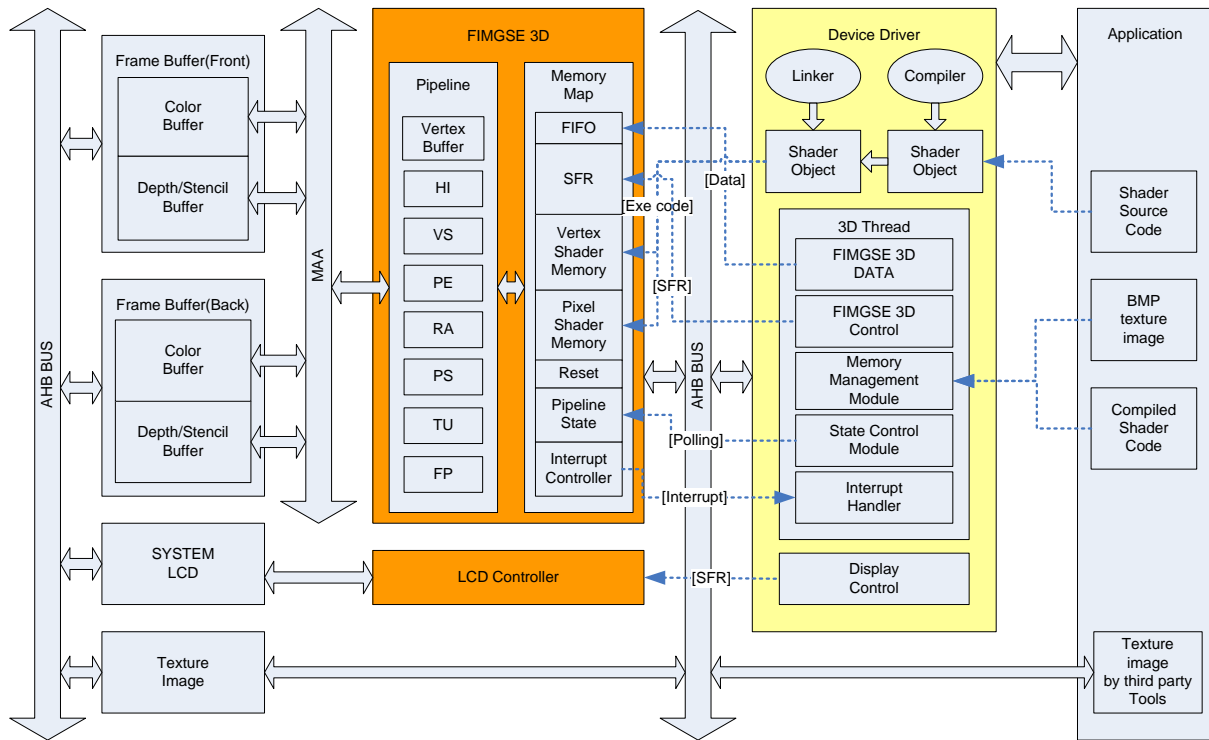 Frame Buffer(Front)
Color
Buffer
Depth/Stencil
Buffer
Frame Buffer(Back)
Color
Buffer
Depth/Stencil
Buffer
AHB BUS
SYSTEM
LCD
Texture
Image
MAA
FIMGSE 3D
Pipeline
Vertex
Buffer
HI
VS
PE
RA
PS
TU
FP
Memory
Map
FIFO
SFR
Vertex
Shader
Memory
Pixel
Shader
Memory
Reset
Pipeline
State
Interrupt
Controller
LCD Controller
AHB BUS
[Data]
[Exe code]
[SFR]
[Polling]
[Interrupt]
[SFR]
Device Driver
Linker
Compiler
Shader
Object
Shader
Object
3D Thread
FIMGSE 3D
DATA
FIMGSE 3D
Control
Memory
Management
Module
State Control
Module
Interrupt
Handler
Display
Control
Application
Shader
Source
Code
BMP
texture
image
Compiled
Shader
Code
Texture
image
by third party
Tools